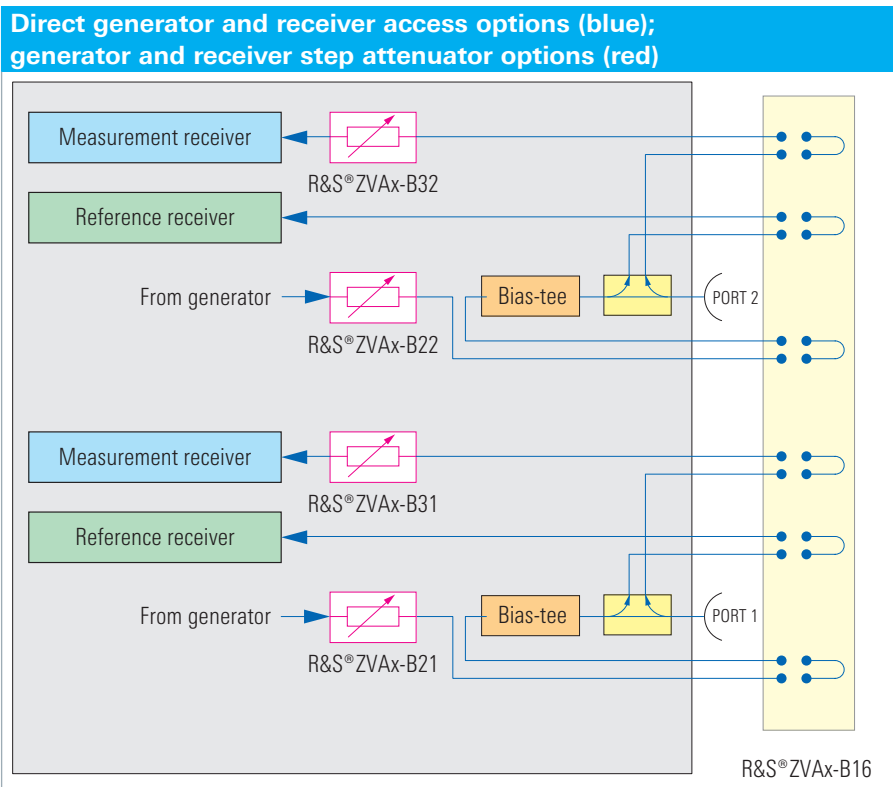 Direct generator and receiver access options (blue);
generator and receiver step attenuator options (red)
Measurement receiver
R&S®ZVAx-B32
Reference receiver
From generator
Bias-tee
PORT 2
R&S®ZVAx-B22
Measurement receiver
R&S®ZVAx-B31
Reference receiver
From generator
Bias-tee
PORT 1
R&S®ZVAx-B21
R&S®ZVAx-B16